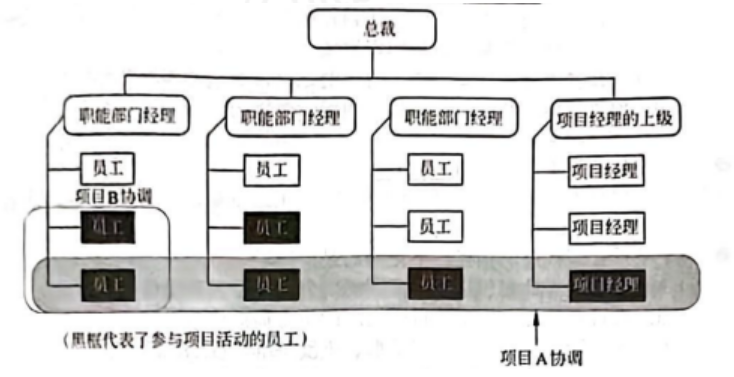 总裁
职能部门经理 职能部门经理 职能部门经理 项目经理的上级
员工 员工 员工 项目经理
项目B协调
员工 员工 员工 项目经理
员工 员工 员工 项目经理
(黑框代表了参与项目活动的员工)
项目A协调